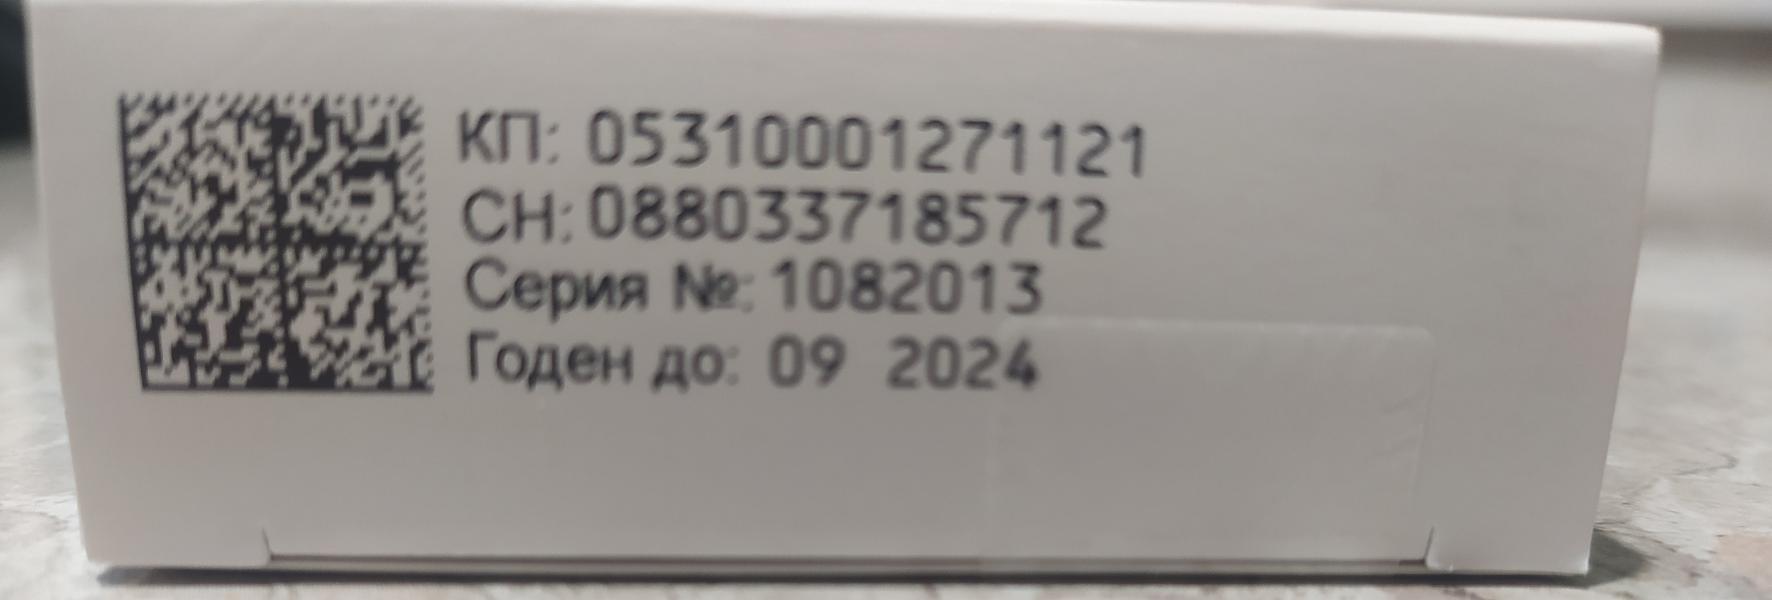 КП: 05310001271121
СН: 0880337185712
Серия №: 1082013
Годен до: 09 2024